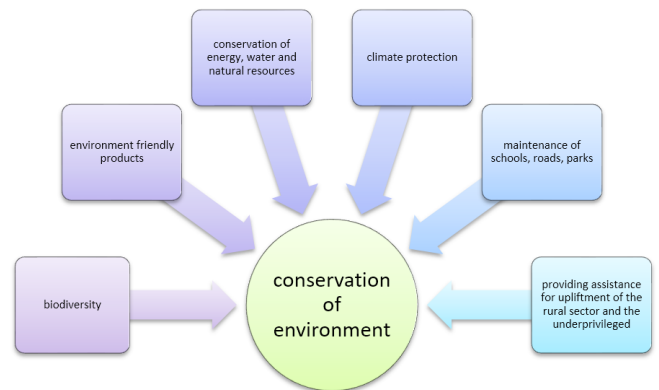 conservation of
energy, water and
natural resources
climate protection
environment friendly
products
maintenance of
schools, roads, parks
biodiversity
conservation
of
environment
providing assistance
for upliftment of the
rural sector and the
underprivileged